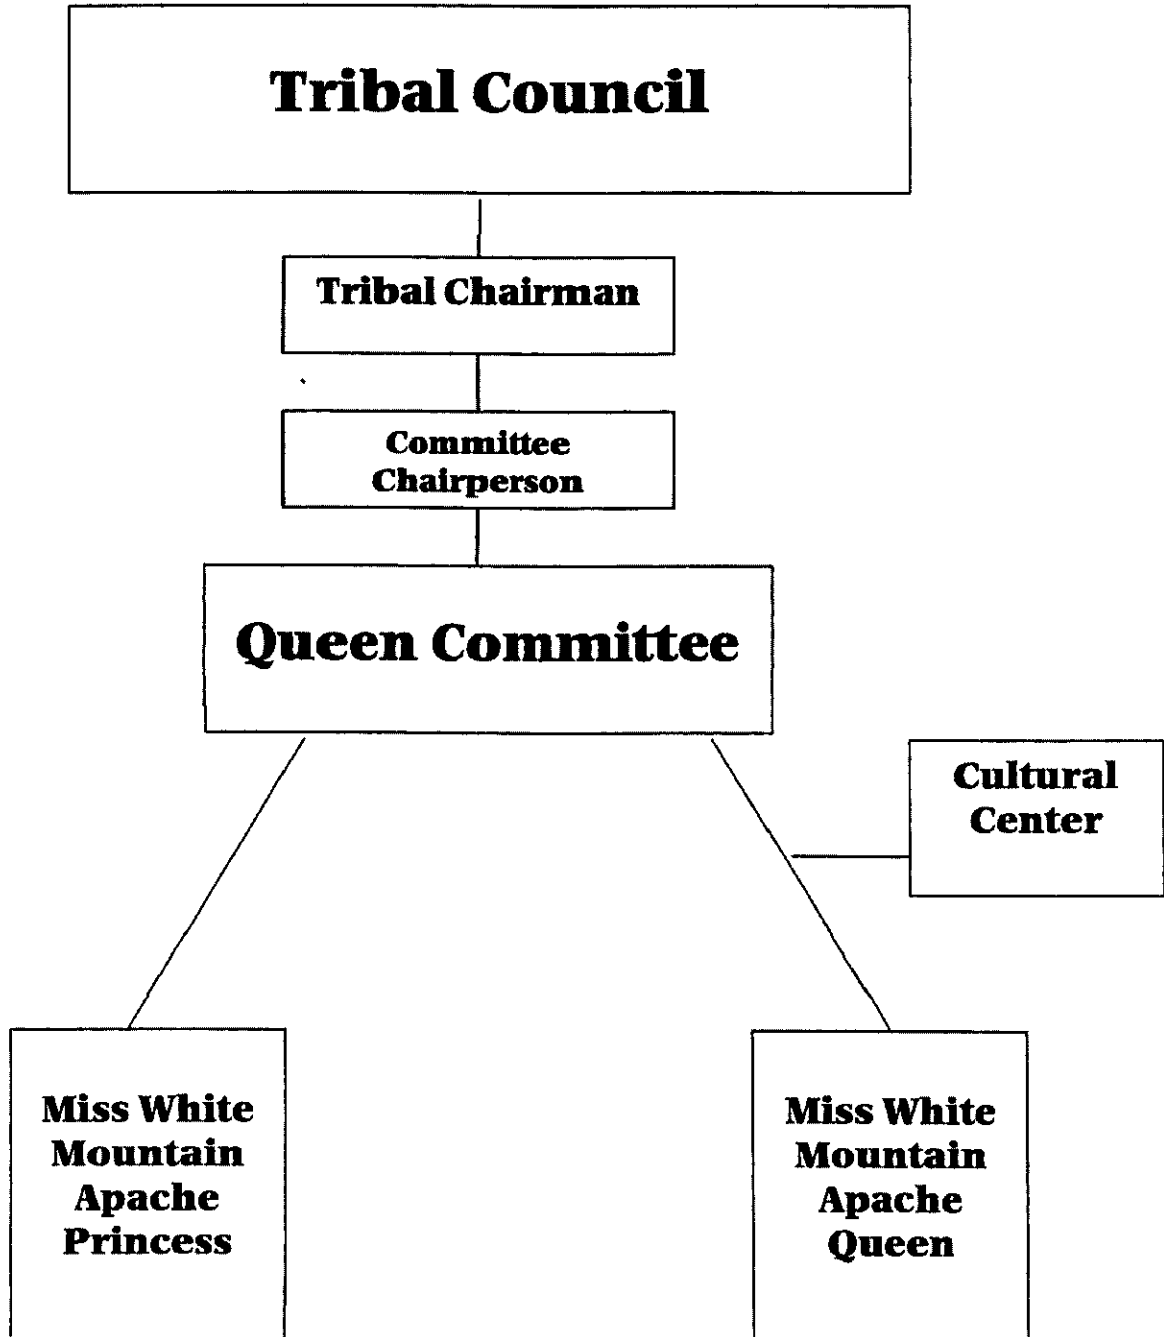 Tribal Council
Tribal Chairman
Committee
Chairperson
Queen Committee
Cultural
Center
Miss White
Mountain
Apache
Princess
Miss White
Mountain
Apache
Queen